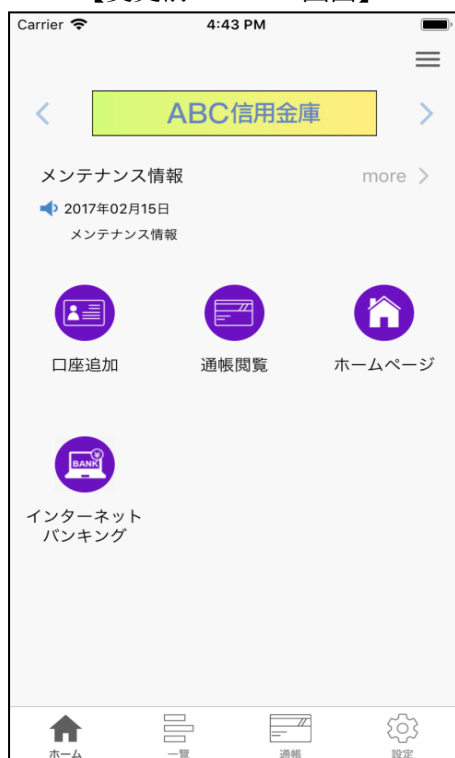 Carrier
4:43 PM
ABC信用金庫
メンテナンス情報
more
2017年02月15日
メンテナンス情報
口座追加
通帳閲覧
ホームページ
BANK
¥
インターネット
バンキング
ホーム
一覧
通帳
設定